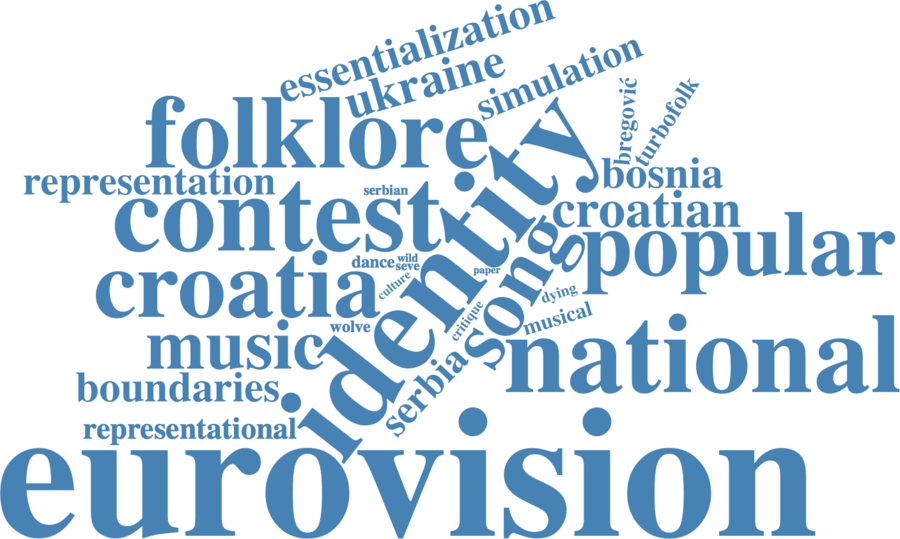 essentialization
ukraine
simulation
folklore
bregović
turbofolk
representation
bosnia
serbian
contest
identity
croatian
popular
song
dance
wild
seve
croatia
culture
paper
dying
critique
musical
wolve
music
national
boundaries
serbia
representational
eurovision